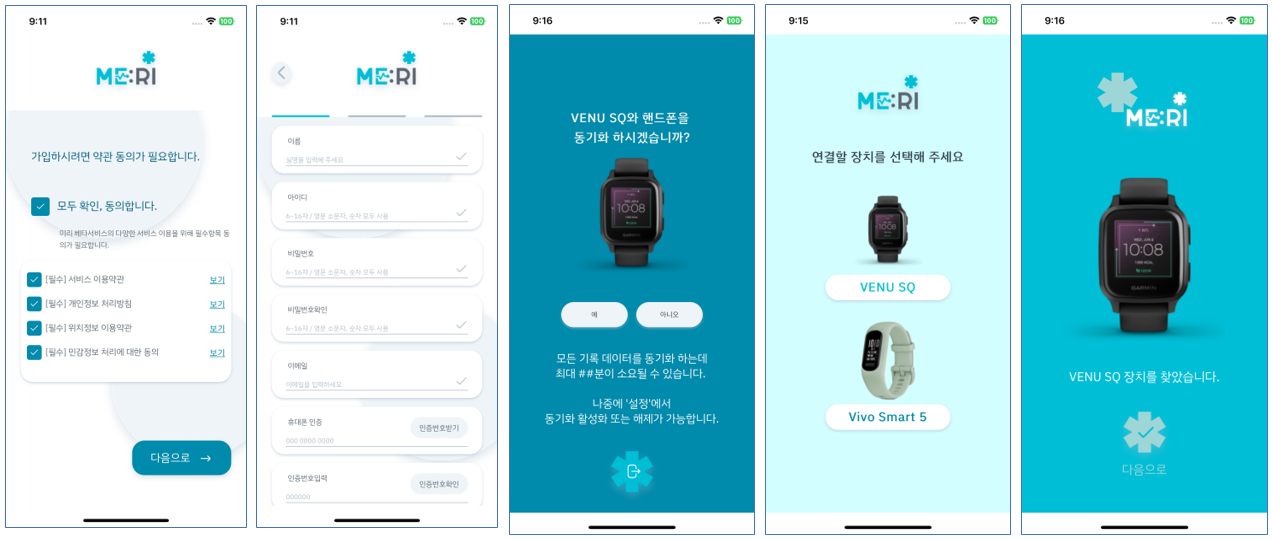 9:11
100
ME:RI
가입하시려면 약관 동의가 필요합니다.
모두 확인, 동의합니다.
미리 베타서비스의 다양한 서비스 이용을 위해 필수항목 동
의가 필요합니다.
[필수] 서비스 이용약관 보기
[필수] 개인정보 처리방침 보기
[필수] 위치정보 이용약관 보기
[필수] 민감정보 처리에 대한 동의 보기
다음으로 →
9:11
100
ME:RI
이름
실명을 입력해 주세요
아이디
6~16자 / 영문 소문자, 숫자 모두 사용
비밀번호
6~16자 / 영문 소문자, 숫자 모두 사용
비밀번호확인
6~16자 / 영문 소문자, 숫자 모두 사용
이메일
이메일을 입력하세요
휴대폰 인증
인증번호받기
000 0000 0000
인증번호입력
인증번호확인
000000
9:16
100
VENU SQ와 핸드폰을
동기화 하시겠습니까?
10:08
GARMIN
예
아니오
모든 기록 데이터를 동기화 하는데
최대 ##분이 소요될 수 있습니다.
나중에 '설정'에서
동기화 활성화 또는 해제가 가능합니다.
9:15
100
ME:RI
연결할 장치를 선택해 주세요
10:08
VENU SQ
Vivo Smart 5
9:16
100
ME:RI
10:08
GARMIN
VENU SQ 장치를 찾았습니다.
다음으로